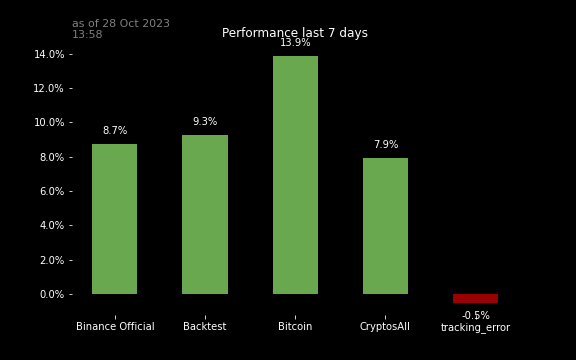 as of 28 Oct 2023
13:58
Performance last 7 days
14.0%
12.0%
10.0%
8.0%
6.0%
4.0%
2.0%
0.0%
8.7%
9.3%
13.9%
7.9%
-0.5%
Binance Official
Backtest
Bitcoin
CryptosAll
tracking_error